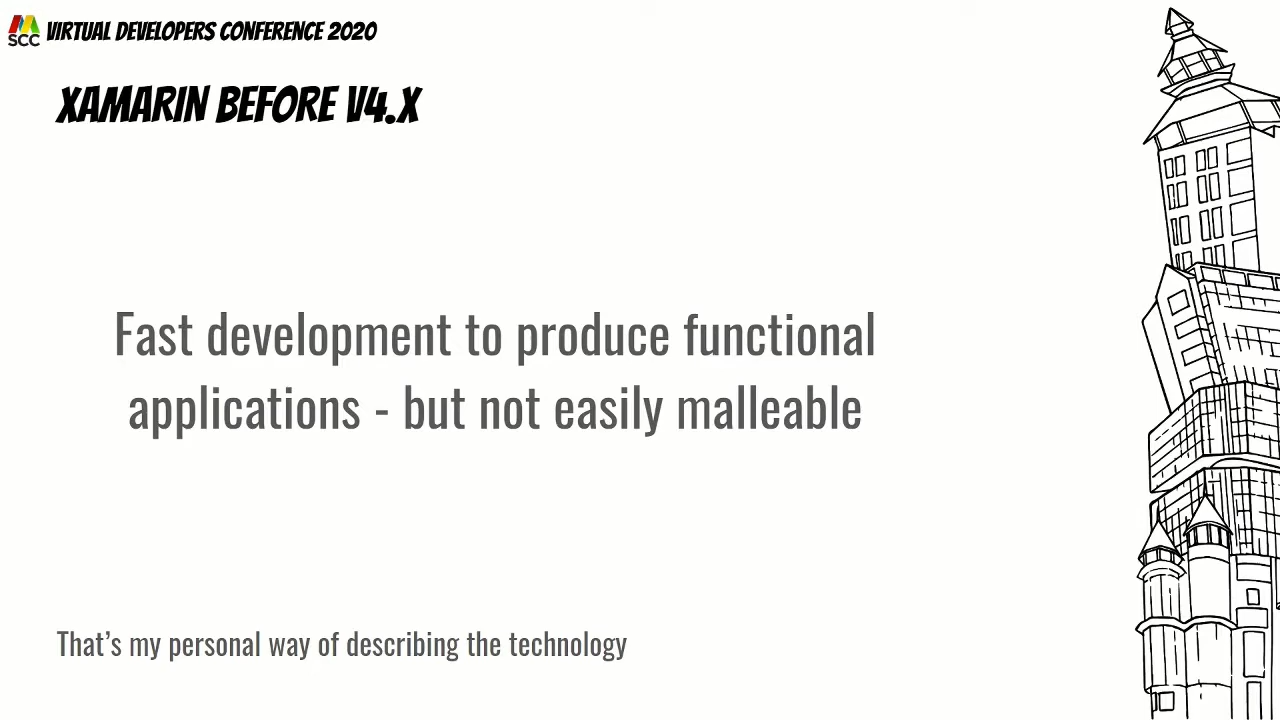 SCC VIRTUAL DEVELOPERS CONFERENCE 2020
XAMARIN BEFORE V4.X
Fast development to produce functional
applications - but not easily malleable
That’s my personal way of describing the technology